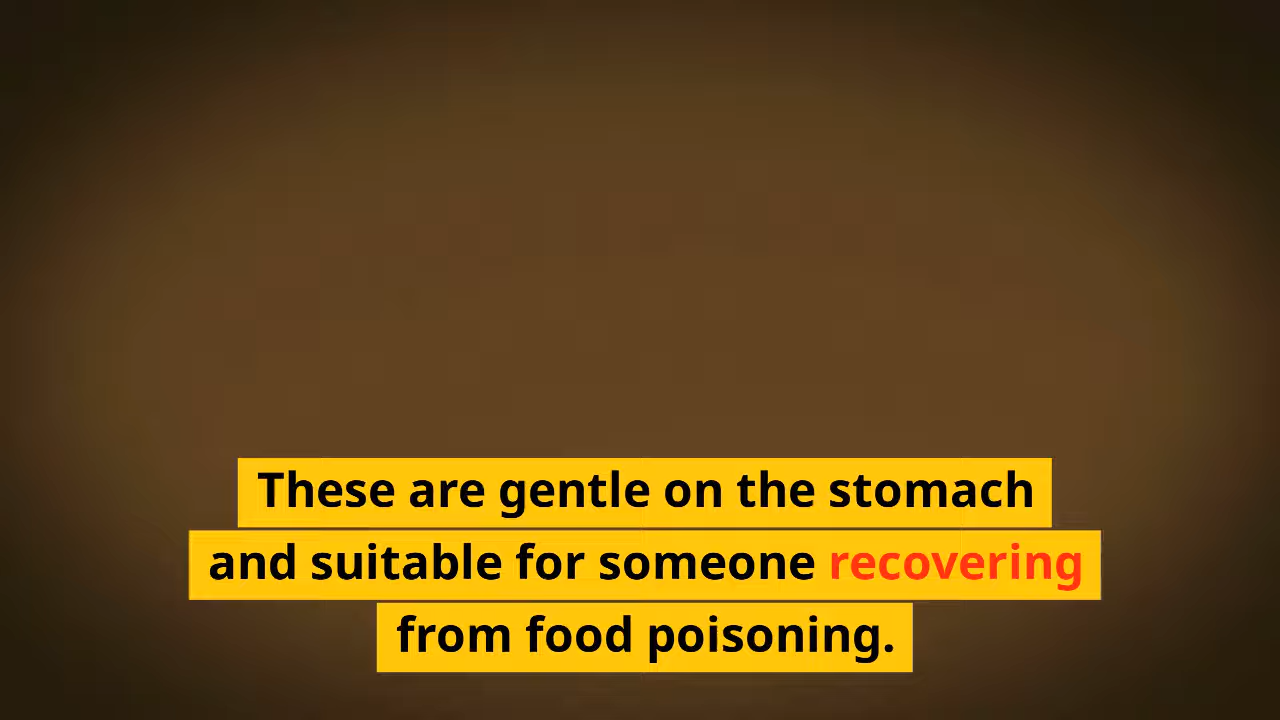 These are gentle on the stomach
and suitable for someone recovering
from food poisoning.